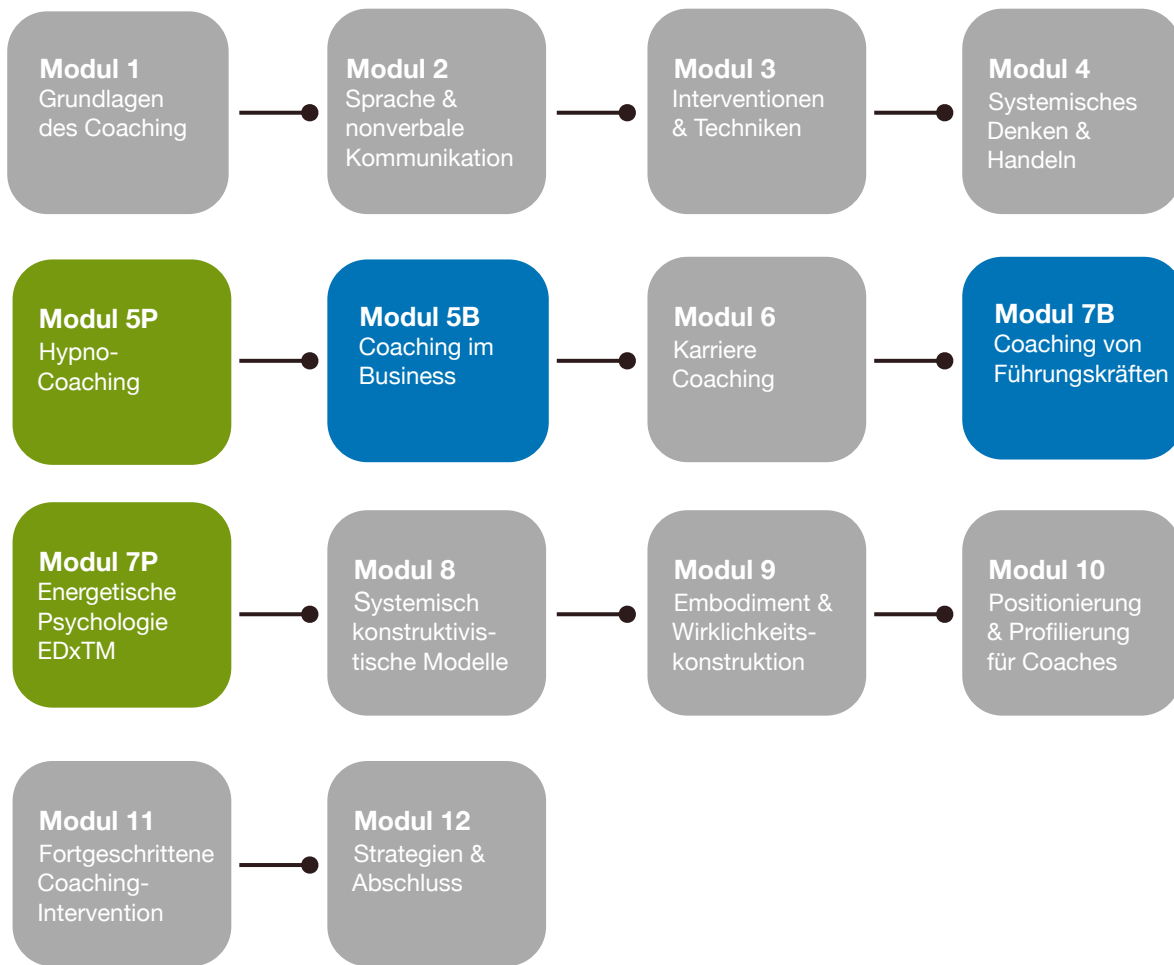 Modul 1
Grundlagen
des Coaching
Modul 2
Sprache &
nonverbale
Kommunikation
Modul 3
Interventionen
& Techniken
Modul 4
Systemisches
Denken &
Handeln
Modul 5P
Hypno-
Coaching
Modul 5B
Coaching im
Business
Modul 6
Karriere
Coaching
Modul 7B
Coaching von
Führungskräften
Modul 7P
Energetische
Psychologie
EDxTM
Modul 8
Systemisch
konstruktivis-
tische Modelle
Modul 9
Embodiment &
Wirklichkeits-
konstruktion
Modul 10
Positionierung
& Profilierung
für Coaches
Modul 11
Fortgeschrittene
Coaching-
Intervention
Modul 12
Strategien &
Abschluss